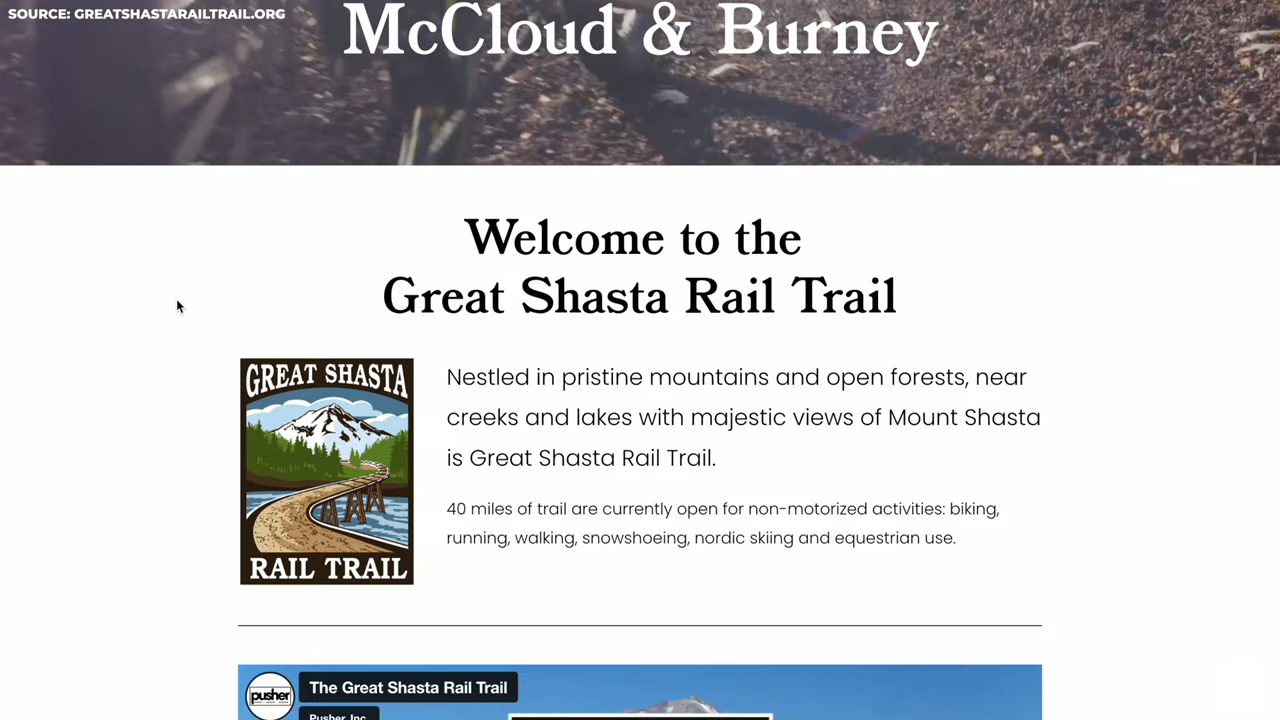 SOURCE: GREATSHASTARAILTRAIL.ORG
McCloud & Burney
Welcome to the
Great Shasta Rail Trail
GREAT SHASTA
RAIL TRAIL
Nestled in pristine mountains and open forests, near
creeks and lakes with majestic views of Mount Shasta
is Great Shasta Rail Trail.
40 miles of trail are currently open for non-motorized activities: biking,
running, walking, snowshoeing, nordic skiing and equestrian use.
pusher
The Great Shasta Rail Trail
Pusher, Inc.